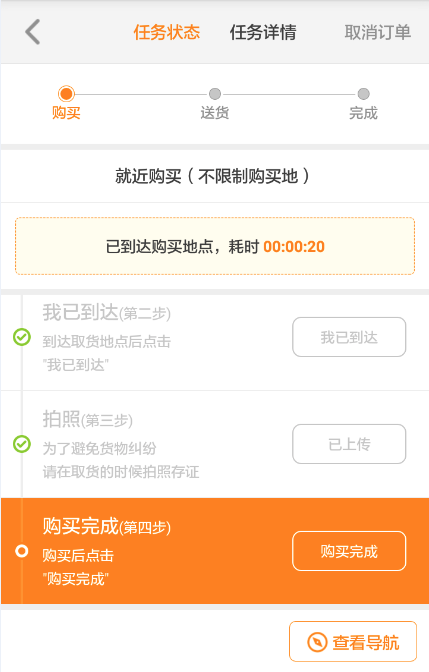 任务状态 任务详情 取消订单
购买 送货 完成
就近购买（不限制购买地）
已到达购买地点，耗时 00:00:20
我已到达(第二步)
到达取货地点后点击
"我已到达"
我已到达
拍照(第三步)
为了避免货物纠纷
请在取货的时候拍照存证
已上传
购买完成(第四步)
购买后点击
"购买完成"
购买完成
查看导航